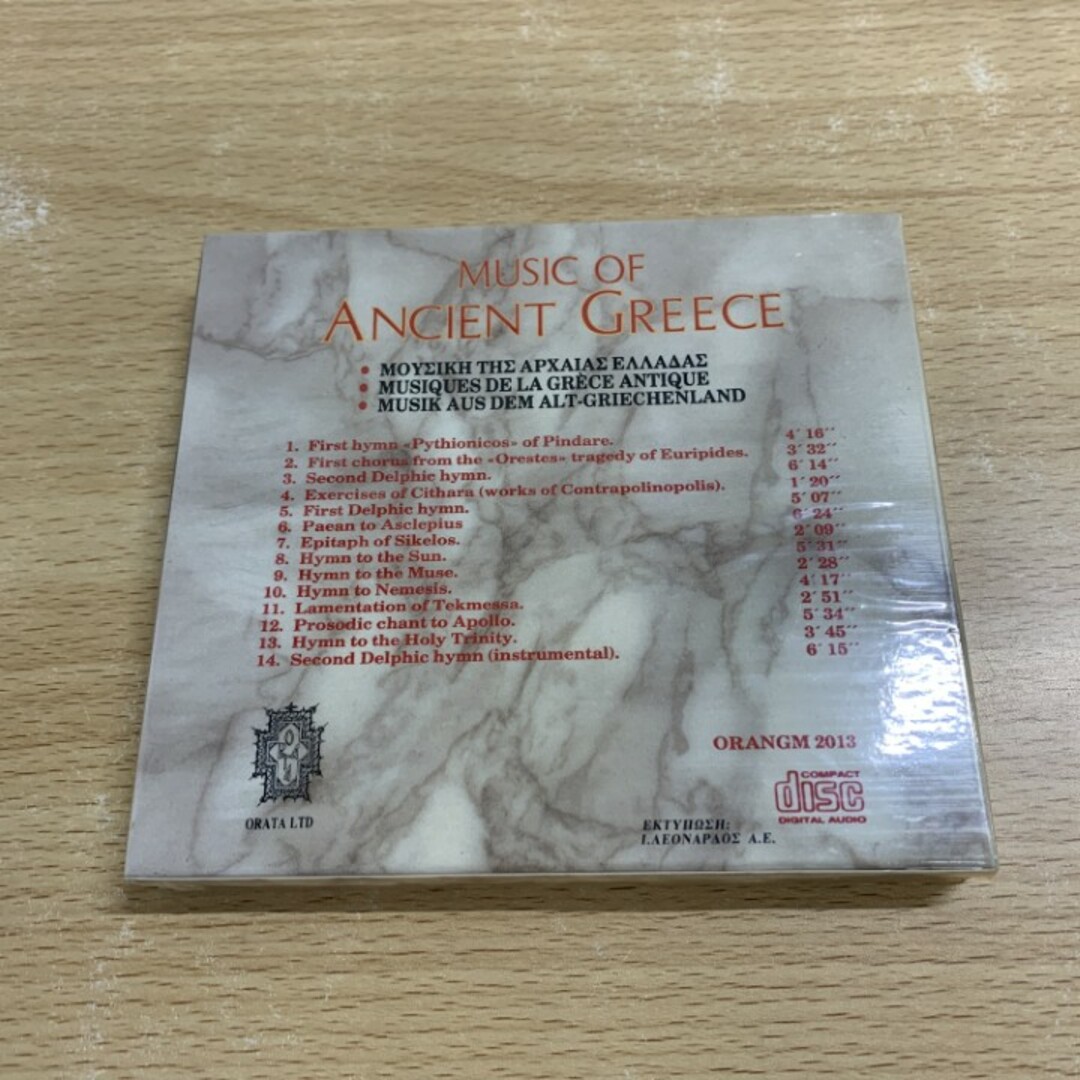 MUSIC OF
ANCIENT GREECE
• ΜΟΥΣΙΚΗ ΤΗΣ ΑΡΧΑΙΑΣ ΕΛΛΑΔΑΣ
• MUSIQUES DE LA GRÈCE ANTIQUE
• MUSIK AUS DEM ALT-GRIECHENLAND
1. First hymn «Pythionicos» of Pindare. 4´ 16´´
2. First chorus from the «Orestes» tragedy of Euripides. 3´ 32´´
3. Second Delphic hymn. 6´ 14´´
4. Exercises of Cithara (works of Contrapolinopolis). 1´ 20´´
5. First Delphic hymn. 5´ 07´´
6. Paean to Asclepius 6´ 24´´
7. Epitaph of Sikelos. 2´ 09´´
8. Hymn to the Sun. 5´ 31´´
9. Hymn to the Muse. 2´ 28´´
10. Hymn to Nemesis. 4´ 17´´
11. Lamentation of Tekmessa. 2´ 51´´
12. Prosodic chant to Apollo. 5´ 34´´
13. Hymn to the Holy Trinity. 3´ 45´´
14. Second Delphic hymn (instrumental). 6´ 15´´
ORANGM 2013
COMPACT
disc
DIGITAL AUDIO
ORATA LTD
ΕΚΤΥΠΩΣΗ:
Ι.ΛΕΟΝΑΡΔΟΣ Α.Ε.